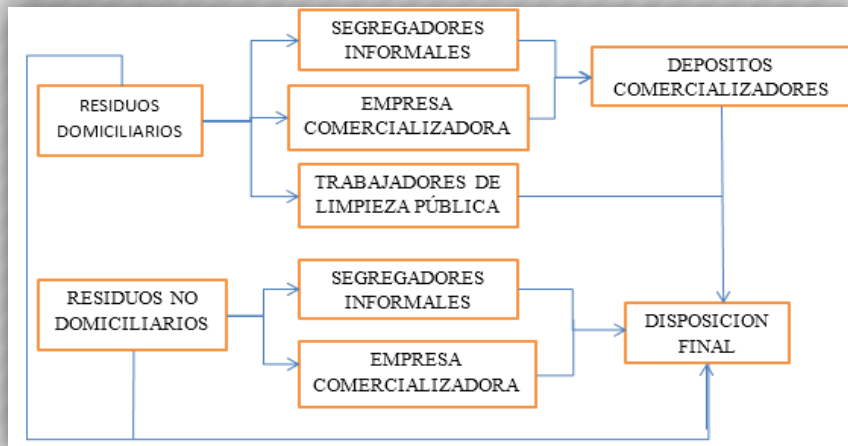 SEGREGADORES
INFORMALES
DEPOSITOS
COMERCIALIZADORES
RESIDUOS
DOMICILIARIOS
EMPRESA
COMERCIALIZADORA
TRABAJADORES DE
LIMPIEZA PÚBLICA
SEGREGADORES
INFORMALES
RESIDUOS NO
DOMICILIARIOS
DISPOSICION
FINAL
EMPRESA
COMERCIALIZADORA